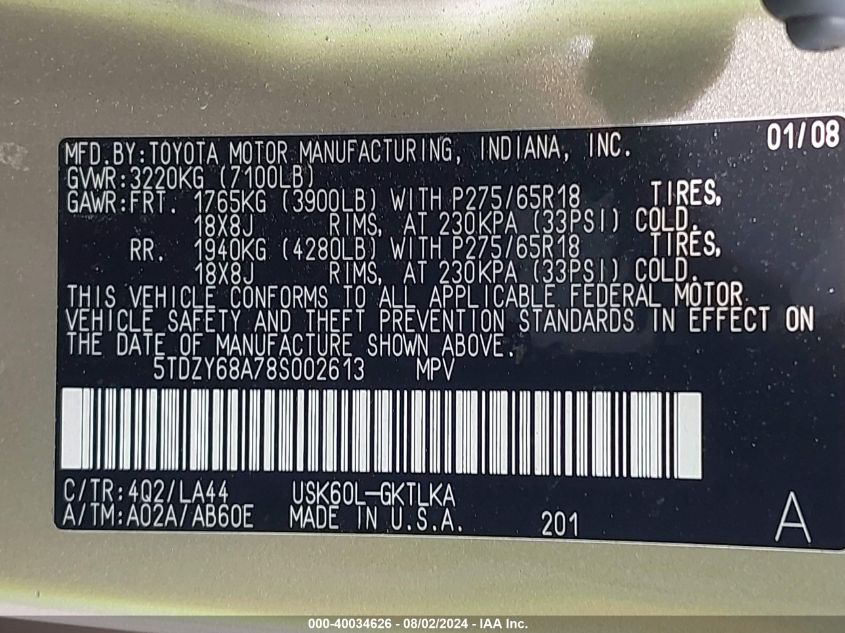 01/08
MFD.BY:TOYOTA MOTOR MANUFACTURING, INDIANA, INC.
GVWR:3220KG (7100LB)
GAWR:FRT. 1765KG (3900LB) WITH P275/65R18 TIRES,
18X8J RIMS, AT 230KPA (33PSI) COLD.
RR. 1940KG (4280LB) WITH P275/65R18 TIRES,
18X8J RIMS, AT 230KPA (33PSI) COLD.
THIS VEHICLE CONFORMS TO ALL APPLICABLE FEDERAL MOTOR
VEHICLE SAFETY AND THEFT PREVENTION STANDARDS IN EFFECT ON
THE DATE OF MANUFACTURE SHOWN ABOVE.
5TDZY68A78S002613 MPV
C/TR:4Q2/LA44 USK60L-GKTLKA
A/TM:A02A/AB60E MADE IN U.S.A. 201 A
000-40034626 - 08/02/2024 - IAA Inc.